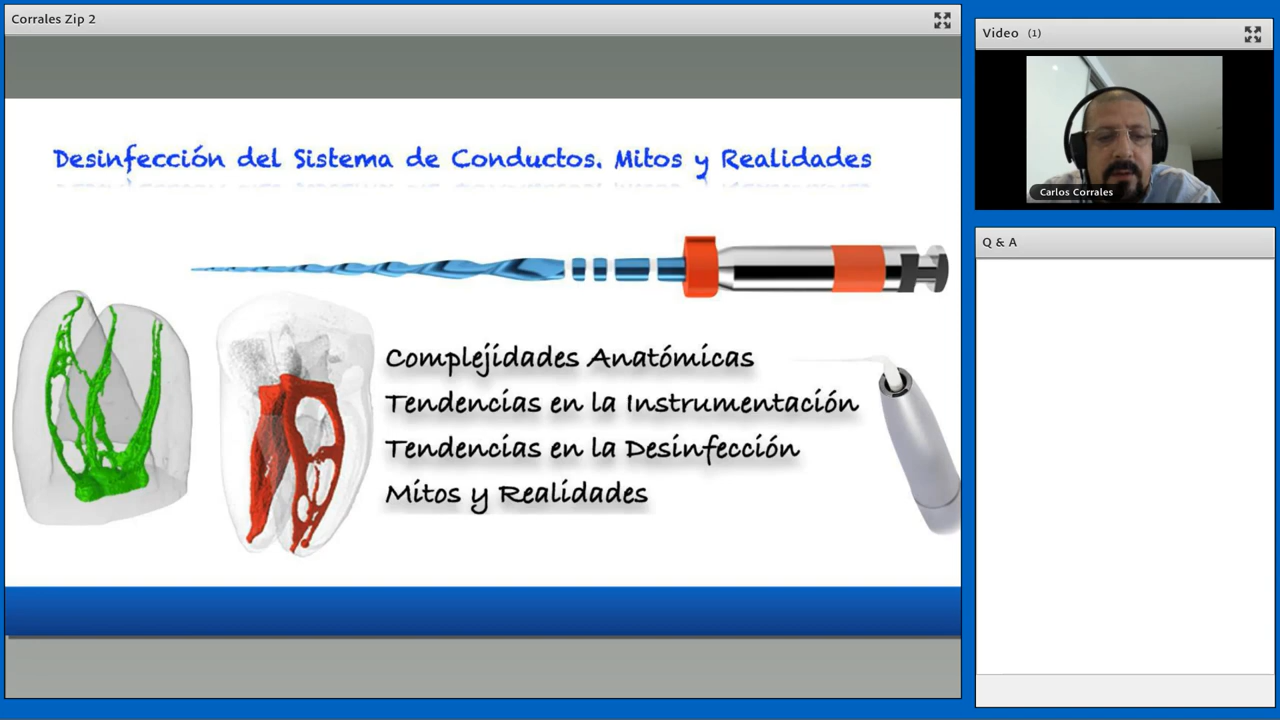 Corrales Zip 2
Desinfección del Sistema de Conductos. Mitos y Realidades
Complejidades Anatómicas
Tendencias en la Instrumentación
Tendencias en la Desinfección
Mitos y Realidades
Video (1)
Carlos Corrales
Q & A